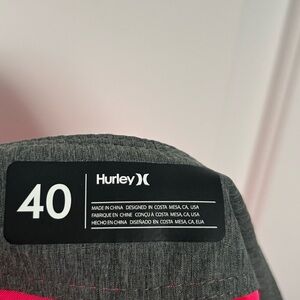 Hurley
40
MADE IN CHINA DESIGNED IN COSTA MESA, CA, USA
FABRIQUE EN CHINE CONÇU À COSTA MESA, CA, USA
HECHO EN CHINA DISEÑADO EN COSTA MESA, CA, EUA